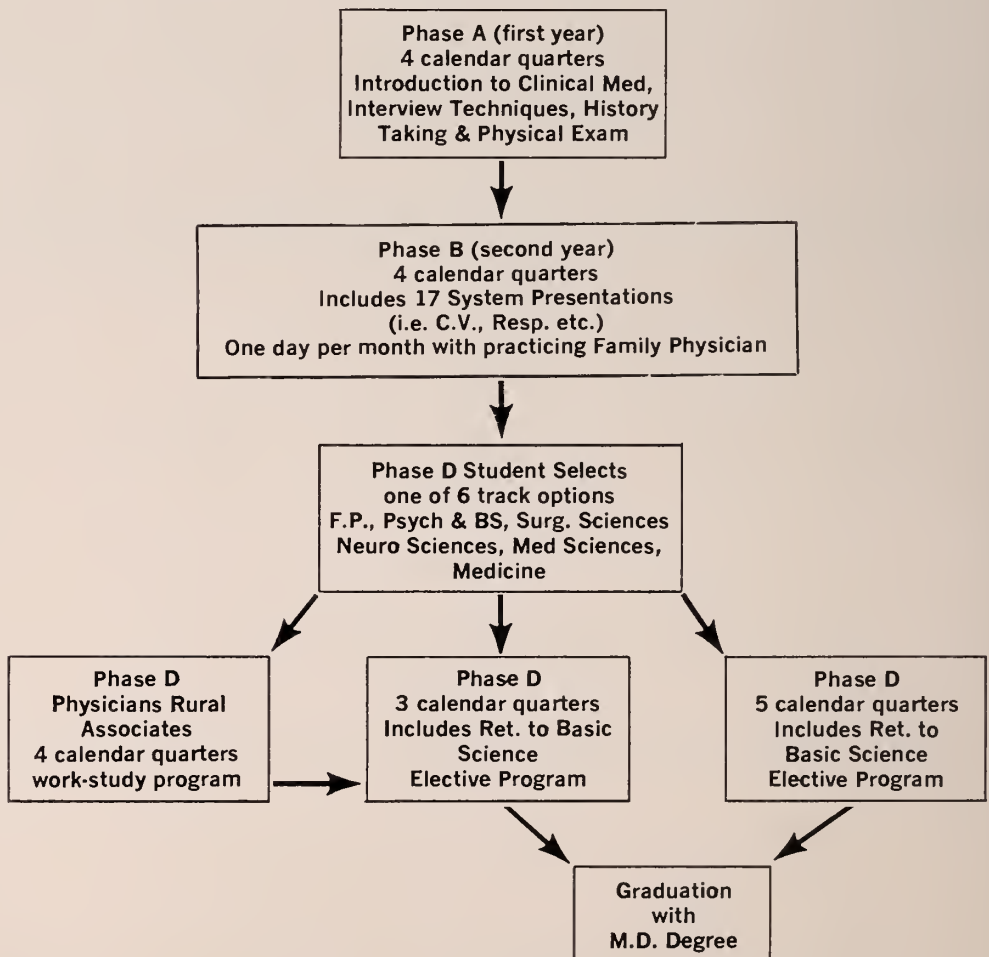 Phase A (first year)
4 calendar quarters
Introduction to Clinical Med,
Interview Techniques, History
Taking & Physical Exam
Phase B (second year)
4 calendar quarters
Includes 17 System Presentations
(i.e. C.V., Resp. etc.)
One day per month with practicing Family Physician
Phase D Student Selects
one of 6 track options
F.P., Psych & BS, Surg. Sciences
Neuro Sciences, Med Sciences,
Medicine
Phase D
Physicians Rural
Associates
4 calendar quarters
work-study program
Phase D
3 calendar quarters
Includes Ret. to Basic
Science
Elective Program
Phase D
5 calendar quarters
Includes Ret. to
Basic Science
Elective Program
Graduation
with
M.D. Degree